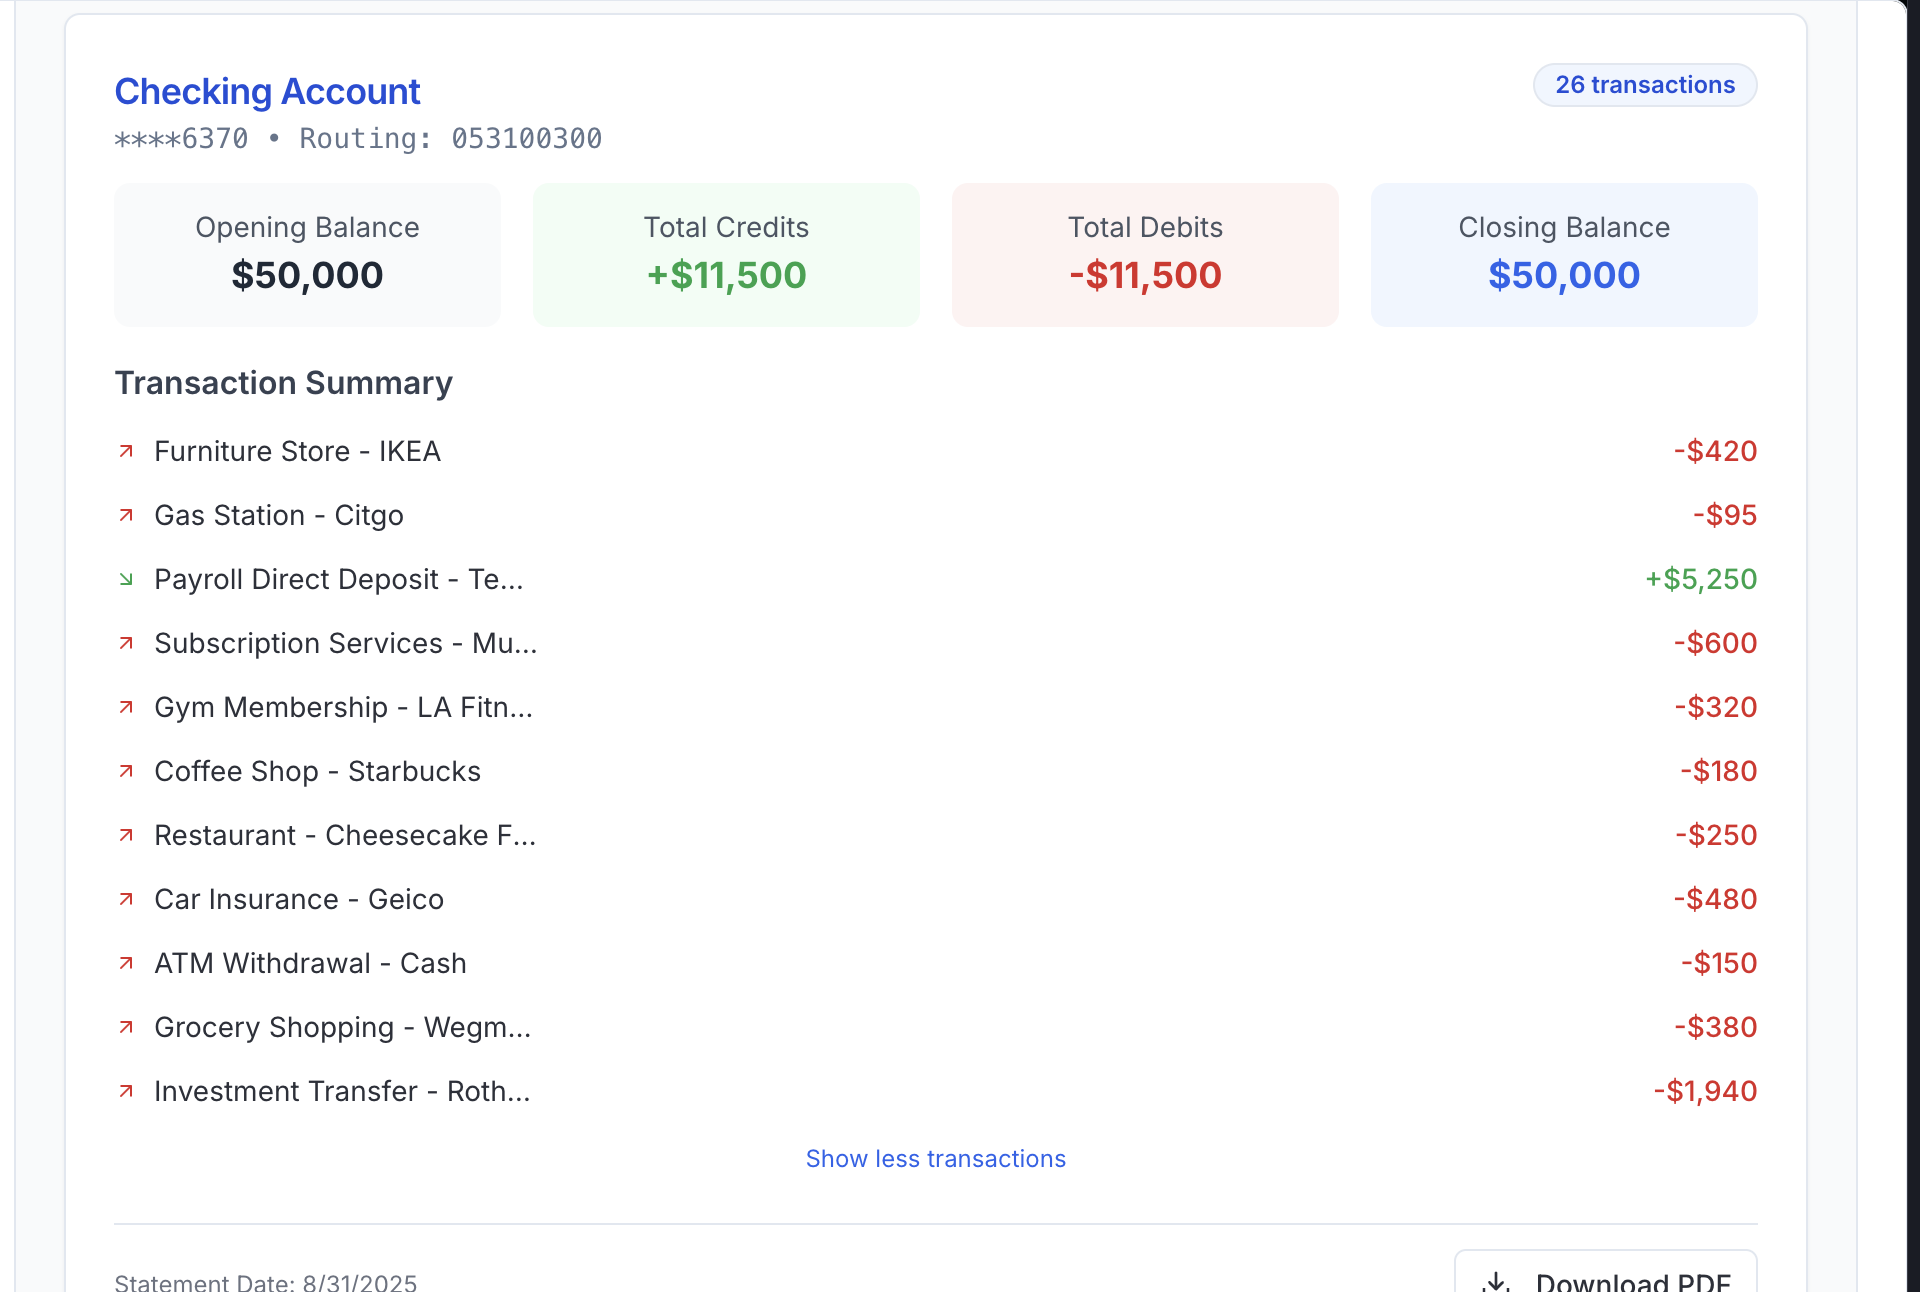 Checking Account
26 transactions
****6370 • Routing: 053100300
Opening Balance
$50,000
Total Credits
+$11,500
Total Debits
-$11,500
Closing Balance
$50,000
Transaction Summary
Furniture Store - IKEA -$420
Gas Station - Citgo -$95
Payroll Direct Deposit - Te... +$5,250
Subscription Services - Mu... -$600
Gym Membership - LA Fitn... -$320
Coffee Shop - Starbucks -$180
Restaurant - Cheesecake F... -$250
Car Insurance - Geico -$480
ATM Withdrawal - Cash -$150
Grocery Shopping - Wegm... -$380
Investment Transfer - Roth... -$1,940
Show less transactions
Statement Date: 8/31/2025
Download PDF